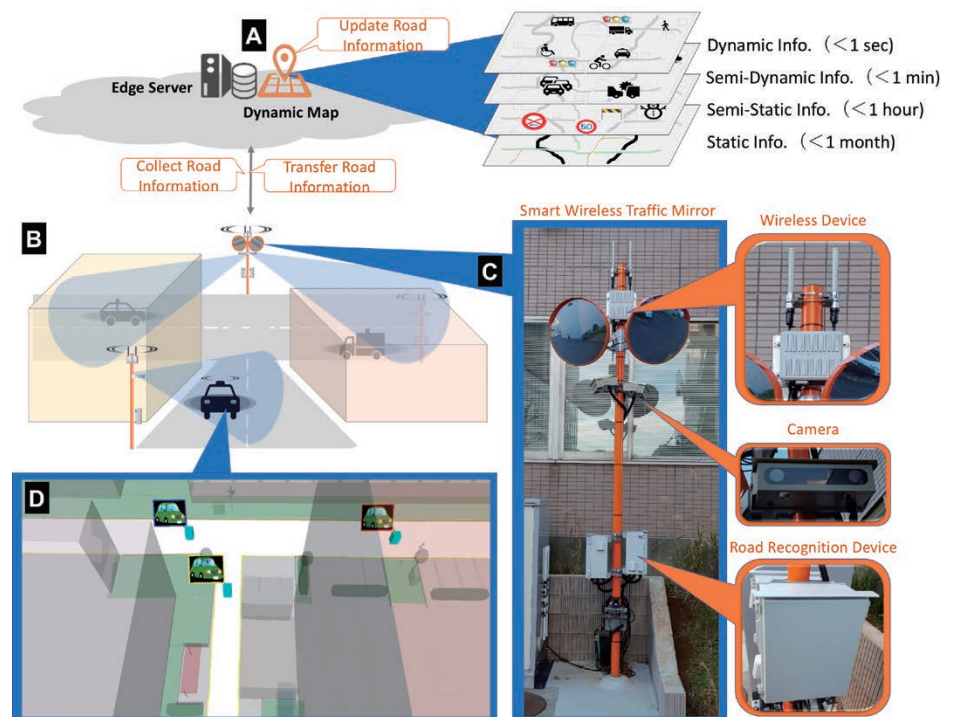 A
Update Road
Information
Edge Server
Dynamic Map
Dynamic Info. (<1 sec)
Semi-Dynamic Info. (<1 min)
Semi-Static Info. (<1 hour)
Static Info. (<1 month)
50
Collect Road
Information
Transfer Road
Information
B
C
Smart Wireless Traffic Mirror
Wireless Device
Camera
Road Recognition Device
D